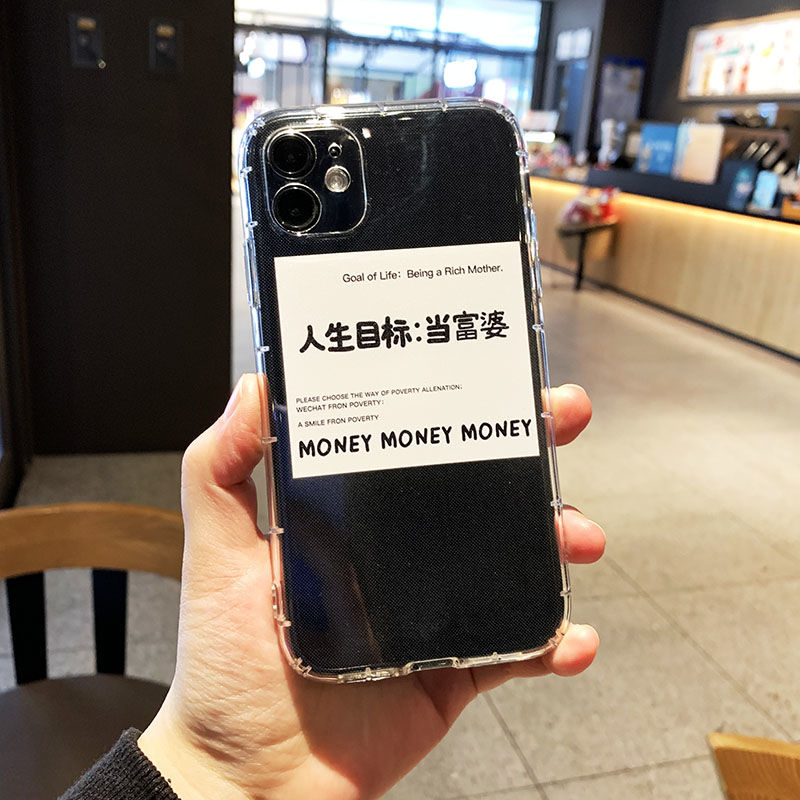 Goal of Life: Being a Rich Mother.
人生目标:当富婆
PLEASE CHOOSE THE WAY OF POVERTY ALLENATION:
WECHAT FRON POVERTY:
A SMILE FRON POVERTY
MONEY MONEY MONEY